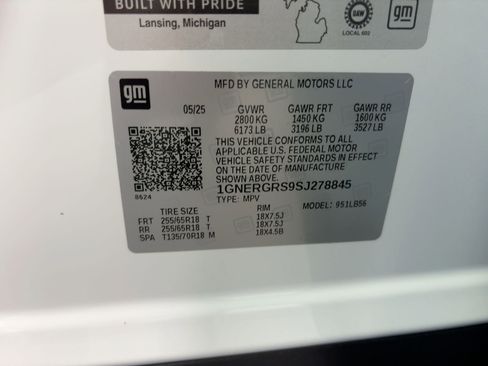 BUILT WITH PRIDE
Lansing, Michigan
UAW
LOCAL 602
gm
gm
MFD BY GENERAL MOTORS LLC
05/25 GVWR GAWR FRT GAWR RR
2800 KG 1450 KG 1600 KG
6173 LB 3196 LB 3527 LB
THIS VEHICLE CONFORMS TO ALL
APPLICABLE U.S. FEDERAL MOTOR
VEHICLE SAFETY STANDARDS IN EFFECT
ON THE DATE OF MANUFACTURE SHOWN ABOVE.
1GNERGRS9SJ278845
8624
TYPE: MPV MODEL: 951LB56
TIRE SIZE RIM
FRT 255/65R18 T 18X7.5J
RR 255/65R18 T 18X7.5J
SPA T135/70R18 M 18X4.5B